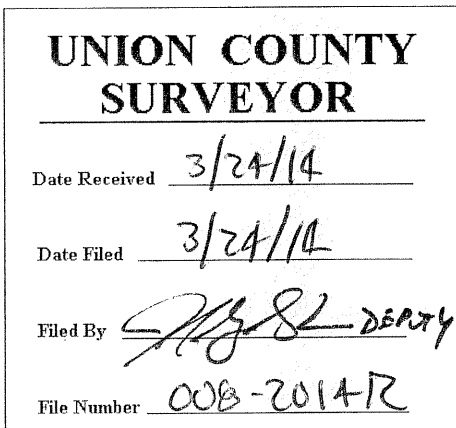 UNION COUNTY
SURVEYOR
Date Received 3/24/14
Date Filed 3/24/14
Filed By DEPUTY
File Number 008-2014R